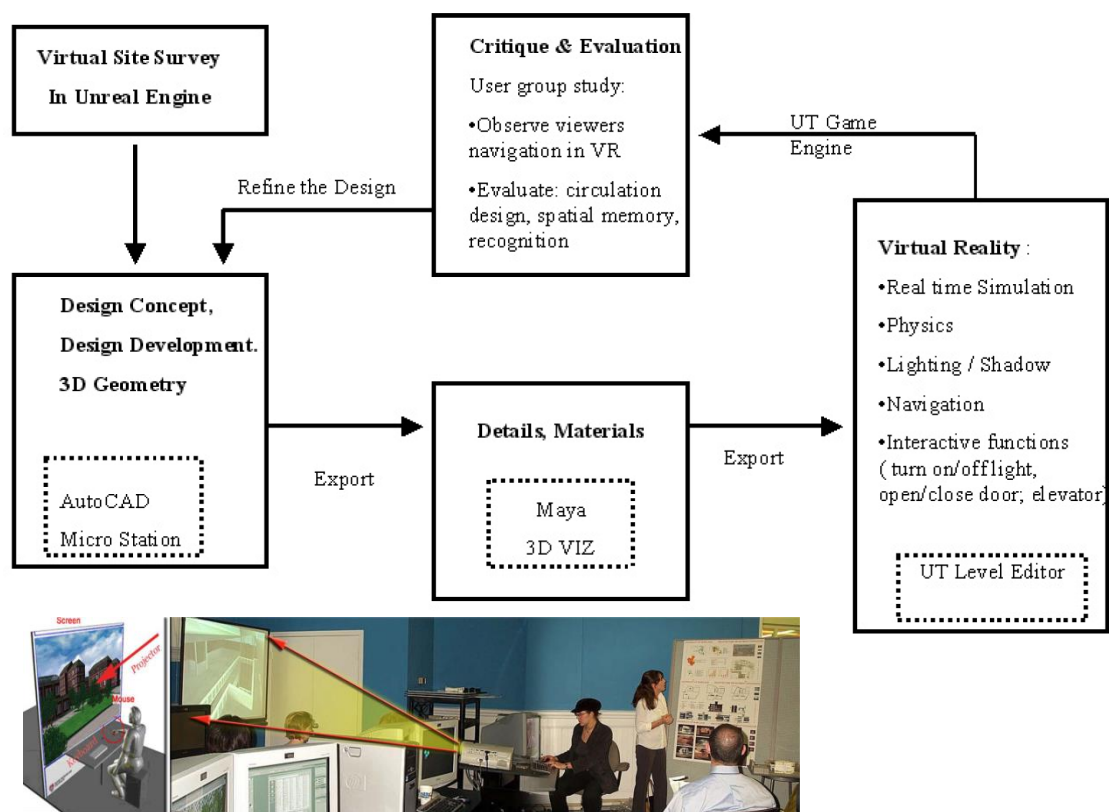 Virtual Site Survey
In Unreal Engine
Critique & Evaluation
User group study:
•Observe viewers
navigation in VR
•Evaluate: circulation
design, spatial memory,
recognition
UT Game
Engine
Refine the Design
Design Concept,
Design Development.
3D Geometry
AutoCAD
Micro Station
Export
Details, Materials
Maya
3D VIZ
Export
Virtual Reality :
•Real time Simulation
•Physics
•Lighting / Shadow
•Navigation
•Interactive functions
( turn on/off light,
open/close door; elevator)
UT Level Editor
Screen
Projector
Mouse
Keyboard